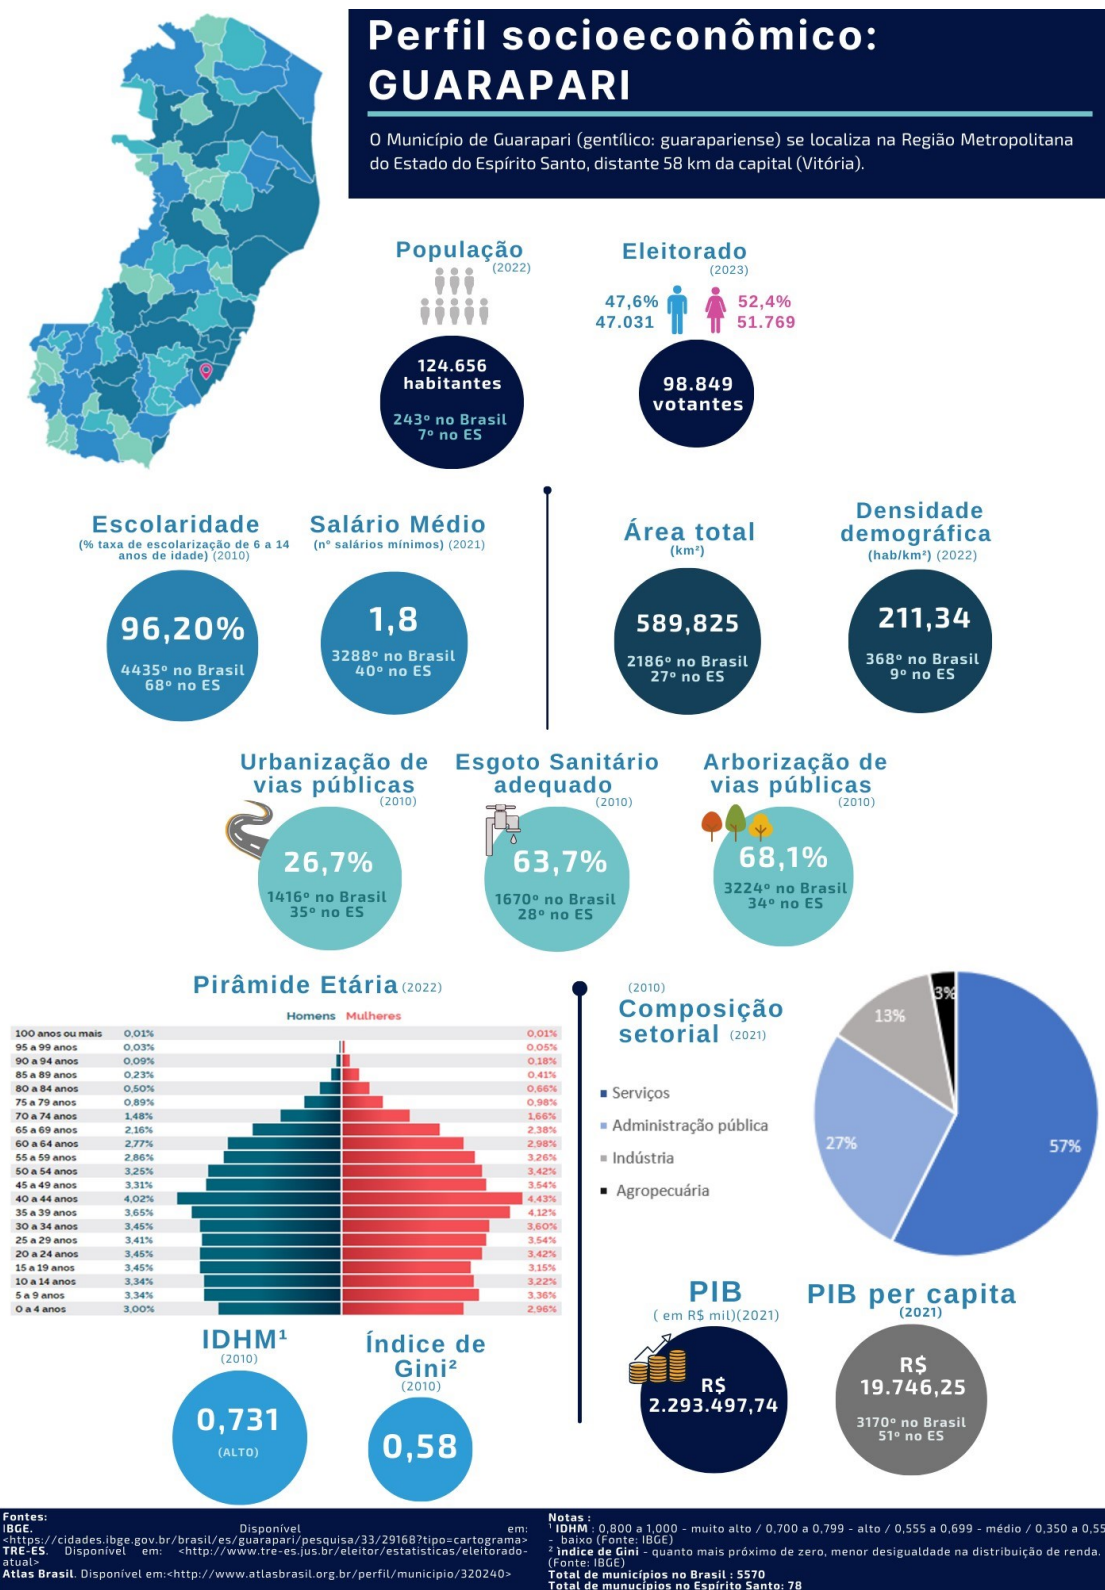 Perfil socioeconômico:
GUARAPARI
O Município de Guarapari (gentílico: guarapariense) se localiza na Região Metropolitana
do Estado do Espírito Santo, distante 58 km da capital (Vitória).
População
(2022)
124.656
habitantes
243º no Brasil
7º no ES
Eleitorado
(2023)
47,6%
47.031
52,4%
51.769
98.849
votantes
Escolaridade
(% taxa de escolarização de 6 a 14
anos de idade) (2010)
96,20%
4435º no Brasil
68º no ES
Salário Médio
(nº salários mínimos) (2021)
1,8
3288º no Brasil
40º no ES
Área total
(km²)
589,825
2186º no Brasil
27º no ES
Densidade
demográfica
(hab/km²) (2022)
211,34
368º no Brasil
9º no ES
Urbanização de
vias públicas
(2010)
26,7%
1416º no Brasil
35º no ES
Esgoto Sanitário
adequado
(2010)
63,7%
1670º no Brasil
28º no ES
Arborização de
vias públicas
(2010)
68,1%
3224º no Brasil
34º no ES
Pirâmide Etária (2022)
Homens Mulheres
100 anos ou mais 0,01% 0,01%
95 a 99 anos 0,03% 0,05%
90 a 94 anos 0,09% 0,18%
85 a 89 anos 0,23% 0,41%
80 a 84 anos 0,50% 0,66%
75 a 79 anos 0,89% 0,98%
70 a 74 anos 1,48% 1,66%
65 a 69 anos 2,16% 2,38%
60 a 64 anos 2,77% 2,98%
55 a 59 anos 2,86% 3,26%
50 a 54 anos 3,25% 3,42%
45 a 49 anos 3,31% 3,54%
40 a 44 anos 4,02% 4,43%
35 a 39 anos 3,65% 4,12%
30 a 34 anos 3,45% 3,60%
25 a 29 anos 3,41% 3,54%
20 a 24 anos 3,45% 3,42%
15 a 19 anos 3,45% 3,15%
10 a 14 anos 3,34% 3,22%
5 a 9 anos 3,34% 3,36%
0 a 4 anos 3,00% 2,96%
(2010)
Composição
setorial (2021)
Serviços
Administração pública
Indústria
Agropecuária
3%
13%
27%
57%
IDHM¹
(2010)
0,731
(ALTO)
Índice de
Gini²
(2010)
0,58
PIB
( em R$ mil)(2021)
R$
2.293.497,74
PIB per capita
(2021)
R$
19.746,25
3170º no Brasil
51º no ES
Fontes:
IBGE. Disponível em:
<https://cidades.ibge.gov.br/brasil/es/guarapari/pesquisa/33/29168?tipo=cartograma>
TRE-ES. Disponível em: <http://www.tre-es.jus.br/eleitor/estatisticas/eleitorado-
atual>
Atlas Brasil. Disponível em:<http://www.atlasbrasil.org.br/perfil/municipio/320240>
Notas :
¹ IDHM : 0,800 a 1,000 - muito alto / 0,700 a 0,799 - alto / 0,555 a 0,699 - médio / 0,350 a 0,55
- baixo (Fonte: IBGE)
² índice de Gini - quanto mais próximo de zero, menor desigualdade na distribuição de renda.
(Fonte: IBGE)
Total de municípios no Brasil : 5570
Total de munucípios no Espírito Santo: 78